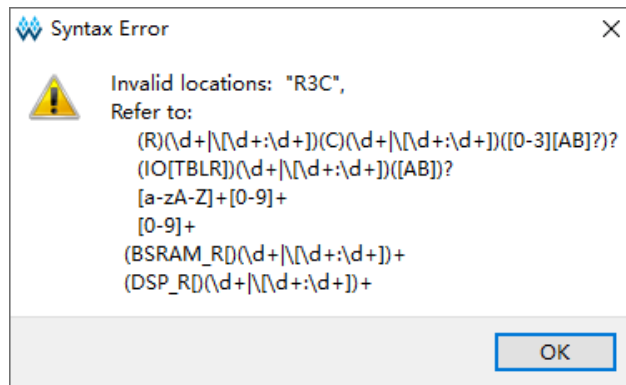 Syntax Error
Invalid locations: "R3C",
Refer to:
(R)(\d+|\[\d+:\d+])(C)(\d+|\[\d+:\d+])([0-3][AB]?)?
(IO[TBLR])(\d+|\[\d+:\d+])([AB])?
[a-zA-Z]+[0-9]+
[0-9]+
(BSRAM_R[)(\d+|\[\d+:\d+])+
(DSP_R[)(\d+|\[\d+:\d+])+
OK